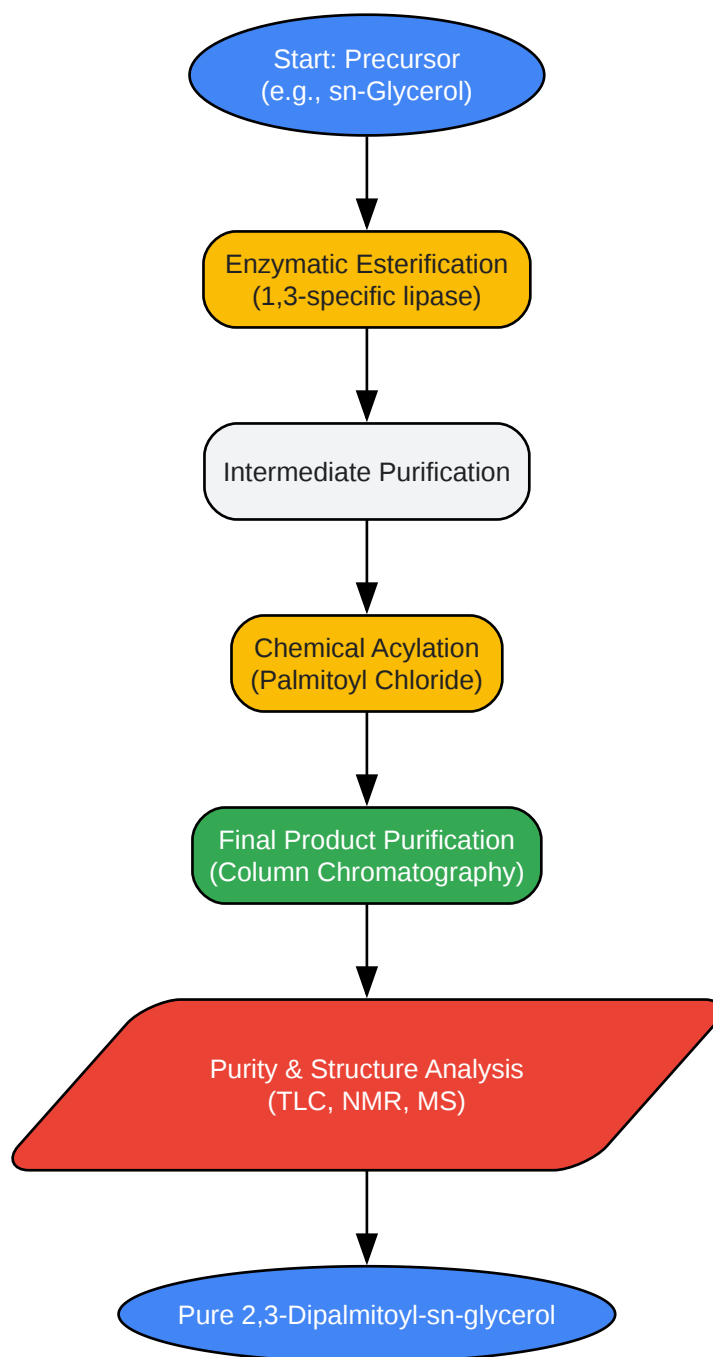 Start: Precursor
(e.g., sn-Glycerol)
Enzymatic Esterification
(1,3-specific lipase)
Intermediate Purification
Chemical Acylation
(Palmitoyl Chloride)
Final Product Purification
(Column Chromatography)
Purity & Structure Analysis
(TLC, NMR, MS)
Pure 2,3-Dipalmitoyl-sn-glycerol